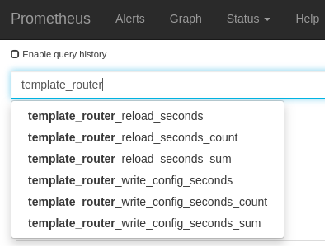 Prometheus Alerts Graph Status Help
Enable query history
template_router
template_router_reload_seconds
template_router_reload_seconds_count
template_router_reload_seconds_sum
template_router_write_config_seconds
template_router_write_config_seconds_count
template_router_write_config_seconds_sum